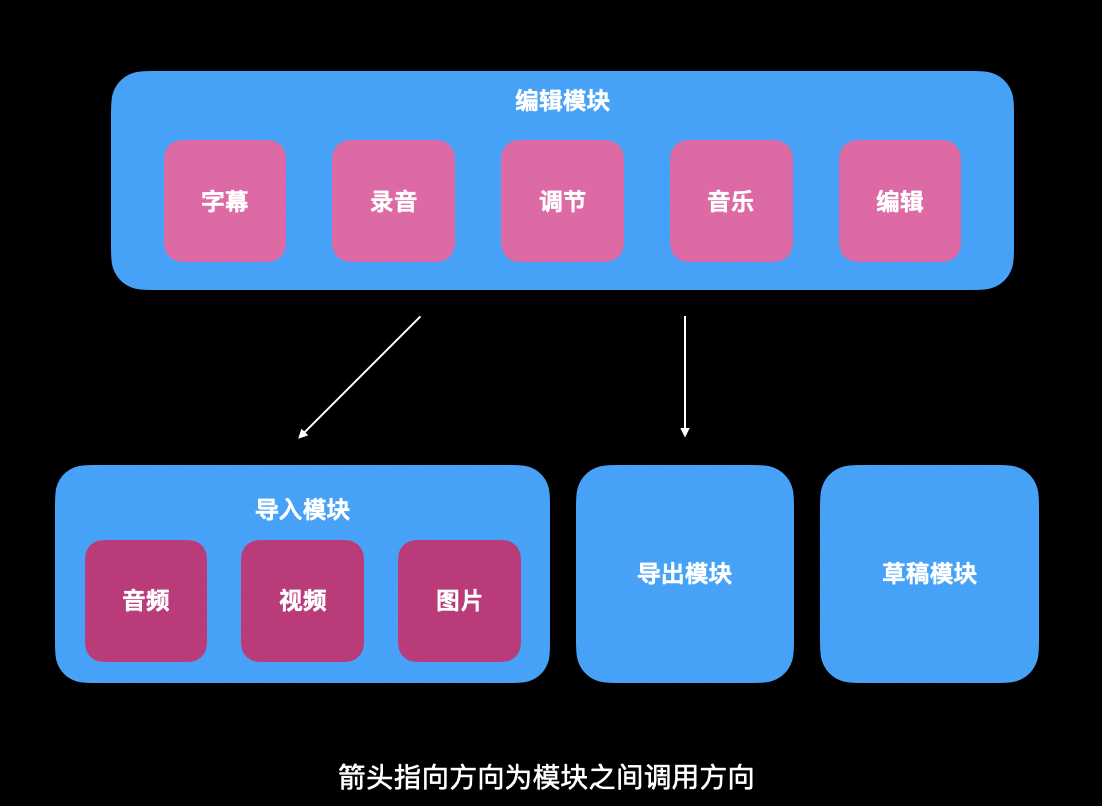 编辑模块
字幕
录音
调节
音乐
编辑
导入模块
音频
视频
图片
导出模块
草稿模块
箭头指向方向为模块之间调用方向